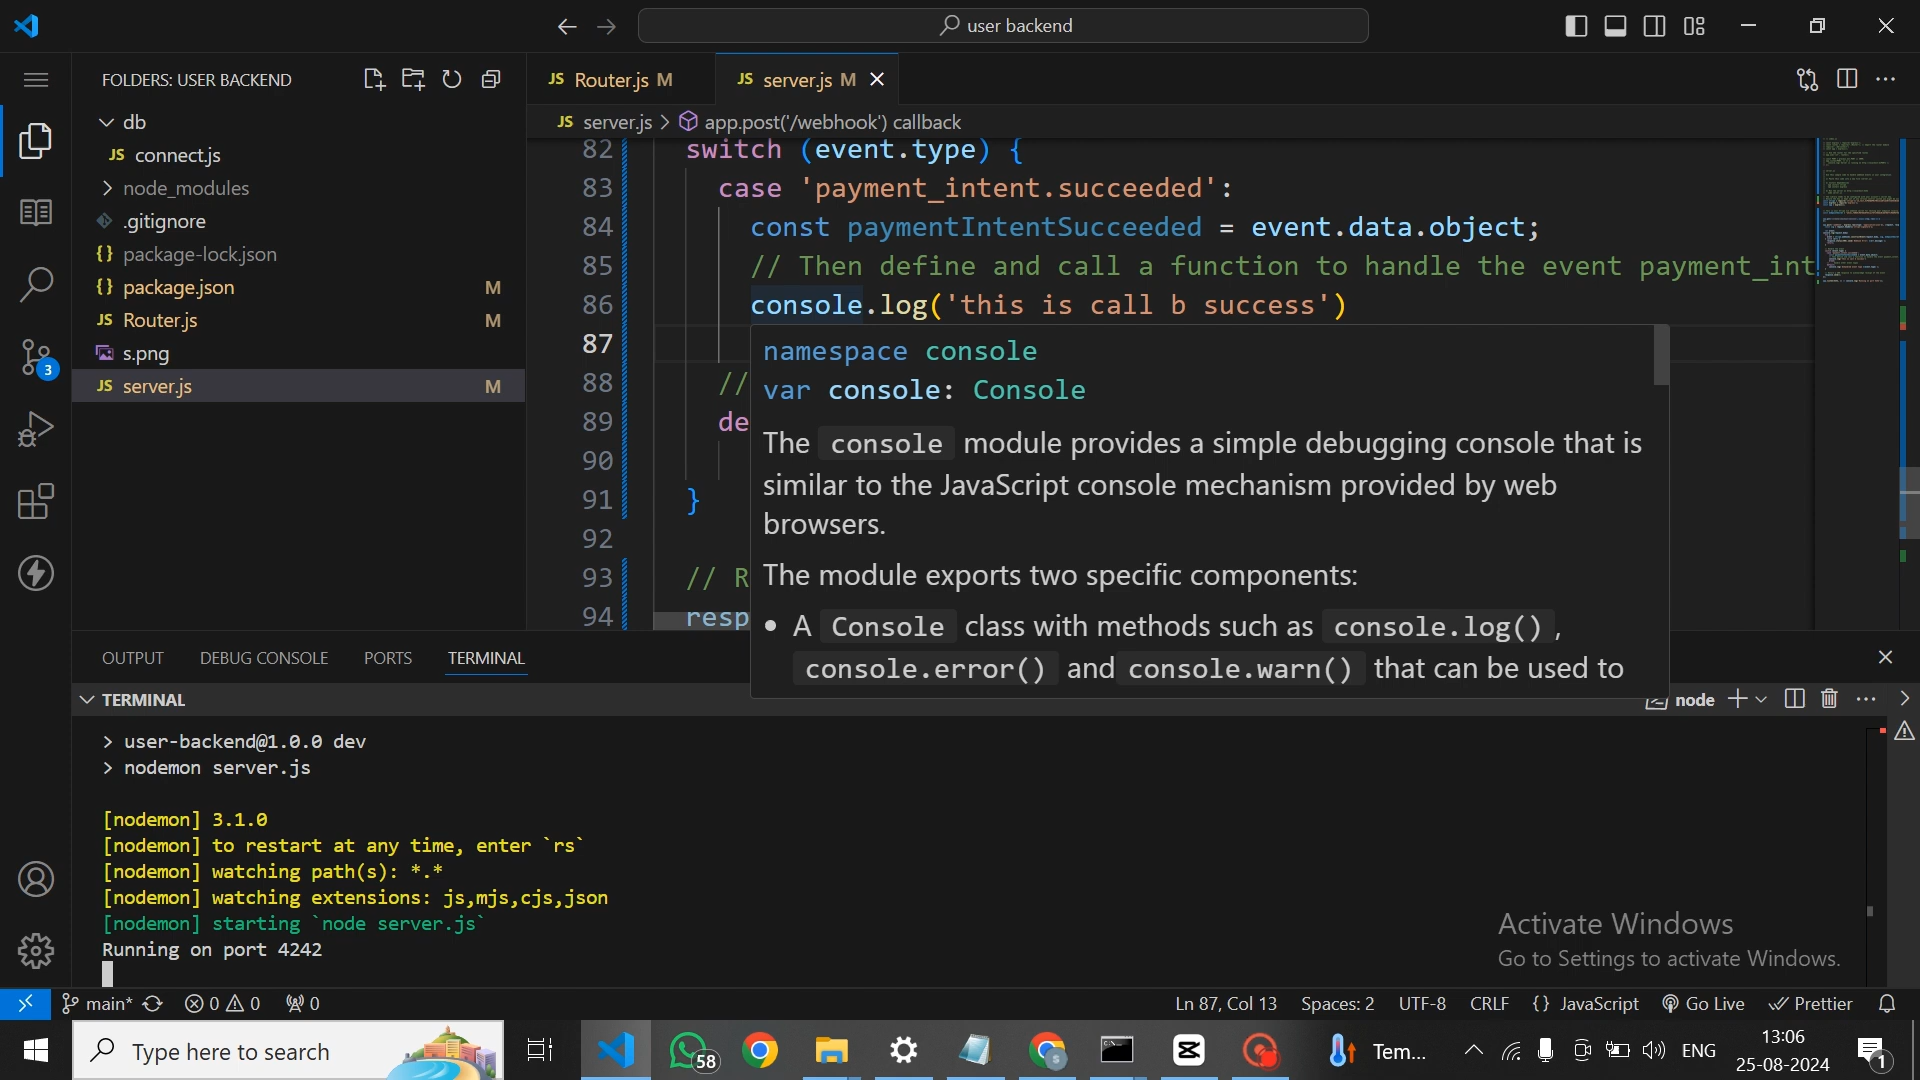 user backend
FOLDERS: USER BACKEND
db
JS connect.js
node_modules
.gitignore
{} package-lock.json
{} package.json M
JS Router.js M
s.png
JS server.js M
3
JS Router.js M
JS server.js M
JS server.js > app.post('/webhook') callback
82 switch (event.type) {
83 case 'payment_intent.succeeded':
84 const paymentIntentSucceeded = event.data.object;
85 // Then define and call a function to handle the event payment_int
86 console.log('this is call b success')
87
88 //
89 de
90
91 }
92
93 // R
94 resp
namespace console
var console: Console
The console module provides a simple debugging console that is
similar to the JavaScript console mechanism provided by web
browsers.
The module exports two specific components:
• A Console class with methods such as console.log(),
console.error() and console.warn() that can be used to
OUTPUT DEBUG CONSOLE PORTS TERMINAL
TERMINAL
node
> user-backend@1.0.0 dev
> nodemon server.js
[nodemon] 3.1.0
[nodemon] to restart at any time, enter `rs`
[nodemon] watching path(s): *.*
[nodemon] watching extensions: js,mjs,cjs,json
[nodemon] starting `node server.js`
Running on port 4242
Activate Windows
Go to Settings to activate Windows.
main* 0 0 0 Ln 87, Col 13 Spaces: 2 UTF-8 CRLF {} JavaScript Go Live Prettier
Type here to search
58
Tem...
ENG
13:06
25-08-2024
1